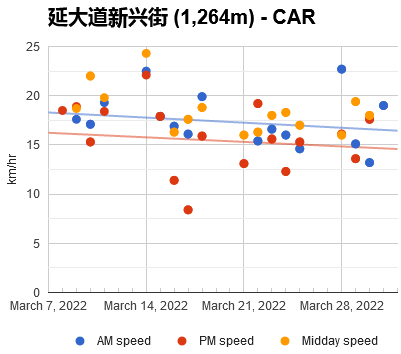 延大道新兴街 (1,264m) - CAR
25
20
15
10
5
0
km/hr
March 7, 2022 March 14, 2022 March 21, 2022 March 28, 2022
AM speed PM speed Midday speed